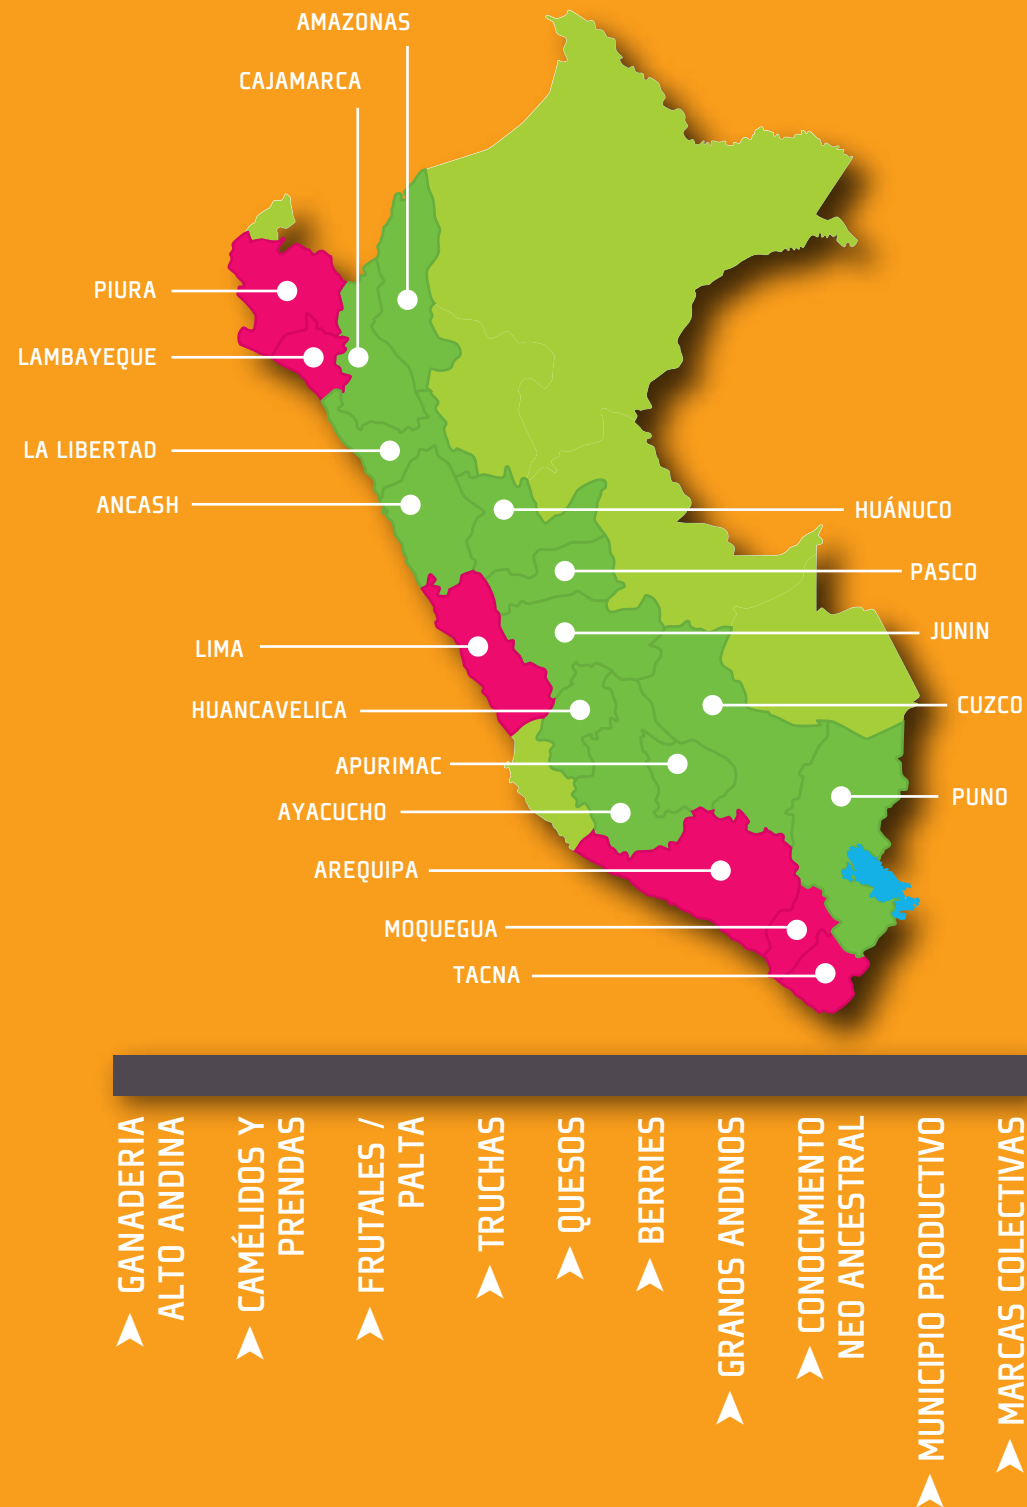 AMAZONAS
CAJAMARCA
PIURA
LAMBAYEQUE
LA LIBERTAD
ANCASH
HUÁNUCO
PASCO
JUNIN
LIMA
HUANCAVELICA
CUZCO
APURIMAC
PUNO
AYACUCHO
AREQUIPA
MOQUEGUA
TACNA
GANADERIA
ALTO ANDINA
CAMÉLIDOS Y
PRENDAS
FRUTALES /
PALTA
TRUCHAS
QUESOS
BERRIES
GRANOS ANDINOS
CONOCIMIENTO
NEO ANCESTRAL
MUNICIPIO PRODUCTIVO
MARCAS COLECTIVAS